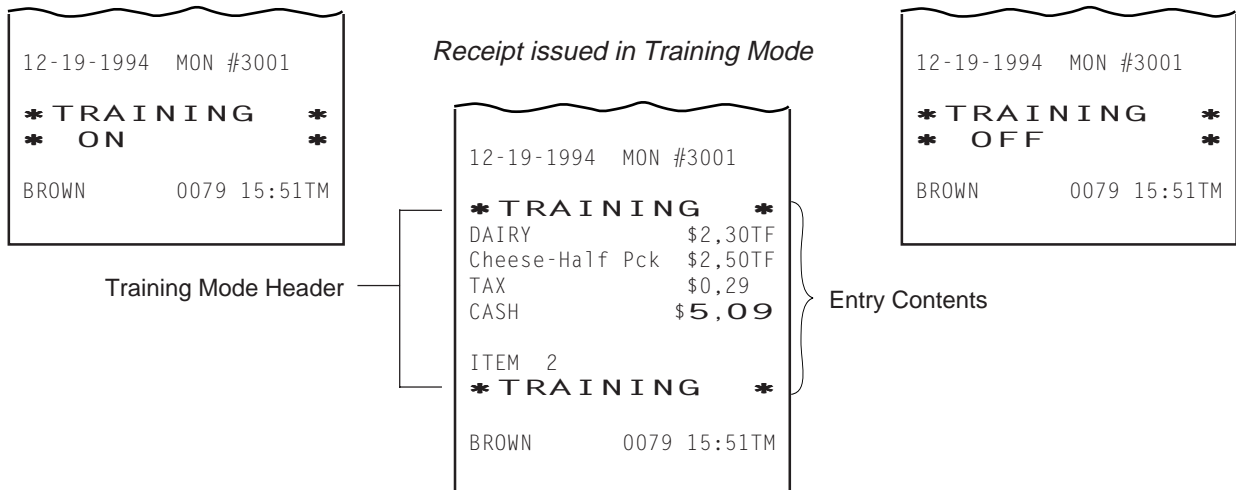 12-19-1994 MON #3001
*TRAINING *
* ON *
BROWN 0079 15:51TM
Receipt issued in Training Mode
12-19-1994 MON #3001
*TRAINING *
DAIRY $2,30TF
Cheese-Half Pck $2,50TF
TAX $0,29
CASH $5,09
ITEM 2
*TRAINING *
BROWN 0079 15:51TM
Training Mode Header
Entry Contents
12-19-1994 MON #3001
*TRAINING *
* OFF *
BROWN 0079 15:51TM